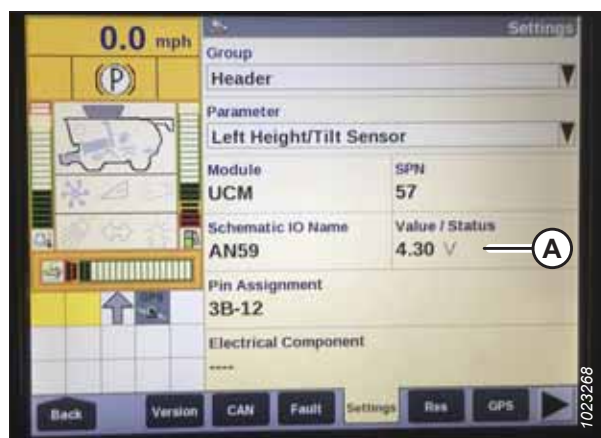 0.0 mph
Settings
(P)
Group
Header
Parameter
Left Height/Tilt Sensor
Module
SPN
UCM
57
Schematic IO Name
Value / Status
AN59
4.30 V
A
Pin Assignment
3B-12
Electrical Component
----
Back
Version
CAN
Fault
Settings
Res
GPS
1023268